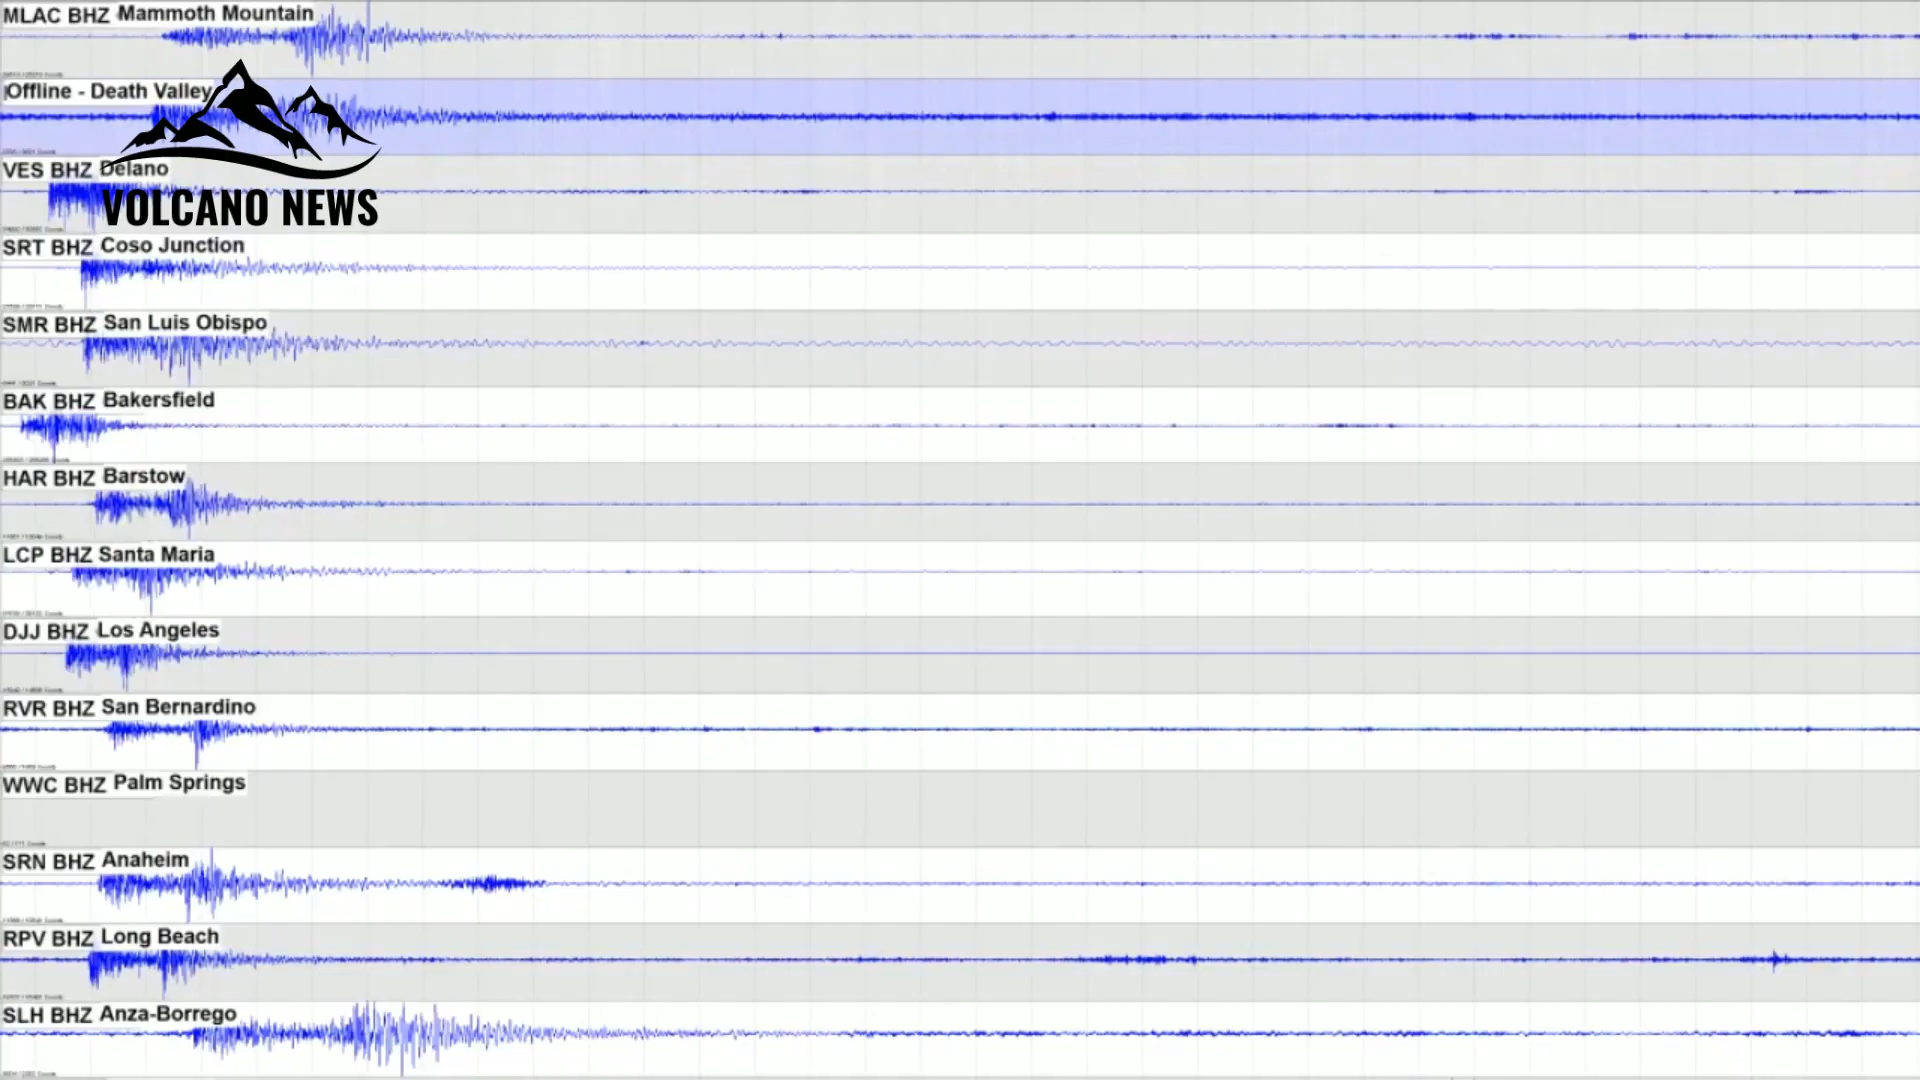 MLAC BHZ Mammoth Mountain
Offline - Death Valley
VES BHZ Delano
VOLCANO NEWS
SRT BHZ Coso Junction
SMR BHZ San Luis Obispo
BAK BHZ Bakersfield
HAR BHZ Barstow
LCP BHZ Santa Maria
DJJ BHZ Los Angeles
RVR BHZ San Bernardino
WWC BHZ Palm Springs
SRN BHZ Anaheim
RPV BHZ Long Beach
SLH BHZ Anza-Borrego